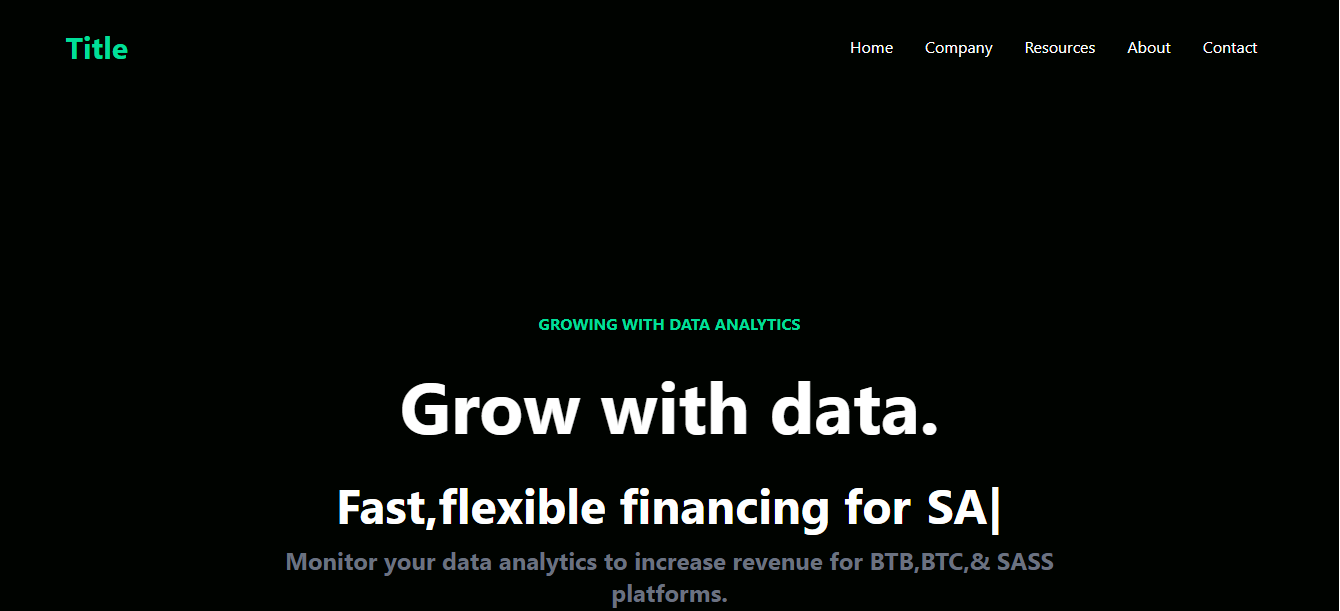 Title
Home Company Resources About Contact
GROWING WITH DATA ANALYTICS
Grow with data.
Fast,flexible financing for SA|
Monitor your data analytics to increase revenue for BTB,BTC,& SASS
platforms.